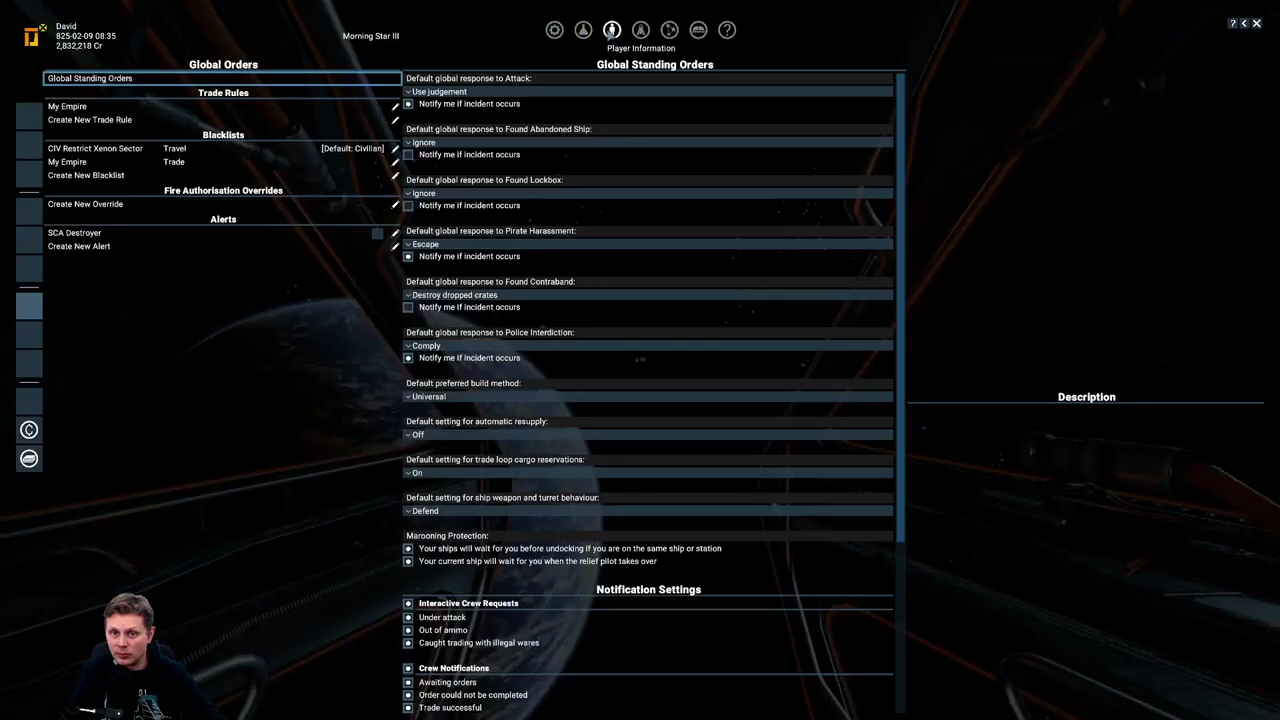 David
825-02-09 08:35
2,832,218 Cr
Morning Star III
Player Information
Global Orders
Global Standing Orders
Trade Rules
My Empire
Create New Trade Rule
Blacklists
CIV Restrict Xenon Sector Travel [Default: Civilian]
My Empire Trade
Create New Blacklist
Fire Authorisation Overrides
Create New Override
Alerts
SCA Destroyer
Create New Alert
Global Standing Orders
Default global response to Attack:
Use judgement
Notify me if incident occurs
Default global response to Found Abandoned Ship:
Ignore
Notify me if incident occurs
Default global response to Found Lockbox:
Ignore
Notify me if incident occurs
Default global response to Pirate Harassment:
Escape
Notify me if incident occurs
Default global response to Found Contraband:
Destroy dropped crates
Notify me if incident occurs
Default global response to Police Interdiction:
Comply
Notify me if incident occurs
Default preferred build method:
Universal
Default setting for automatic resupply:
Off
Default setting for trade loop cargo reservations:
On
Default setting for ship weapon and turret behaviour:
Defend
Marooning Protection:
Your ships will wait for you before undocking if you are on the same ship or station
Your current ship will wait for you when the relief pilot takes over
Notification Settings
Interactive Crew Requests
Under attack
Out of ammo
Caught trading with illegal wares
Crew Notifications
Awaiting orders
Order could not be completed
Trade successful
Description